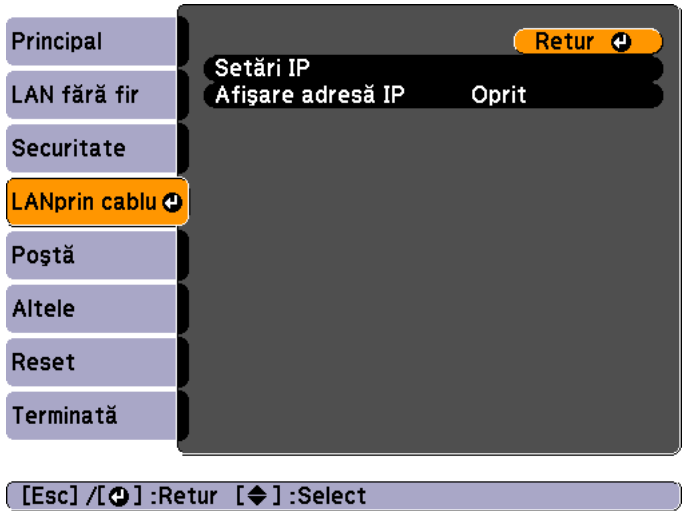 Principal
LAN fără fir
Securitate
LANprin cablu
Poştă
Altele
Reset
Terminată
Retur
Setări IP
Afişare adresă IP Oprit
[Esc] /[⏎] :Retur [◆] :Select